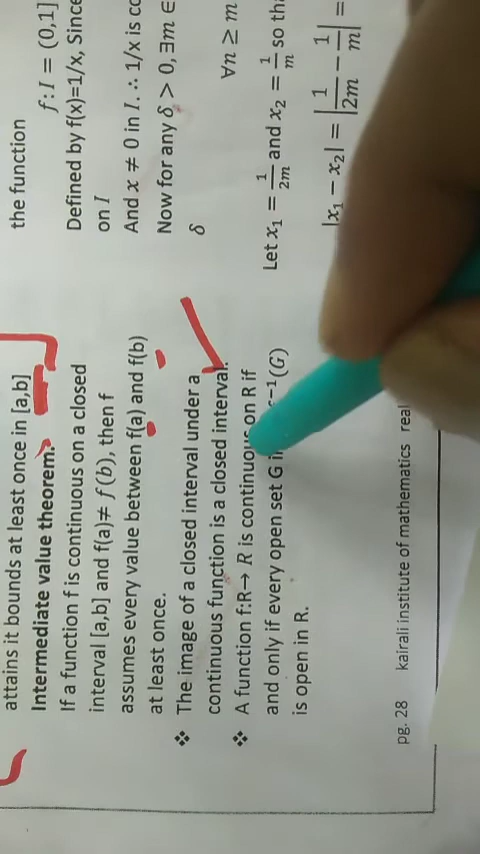 attains it bounds at least once in [a,b]
Intermediate value theorem:
If a function f is continuous on a closed
interval [a,b] and f(a)≠ f(b), then f
assumes every value between f(a) and f(b)
at least once.
❖ The image of a closed interval under a
continuous function is a closed interval.
❖ A function f:R→ R is continuous on R if
and only if every open set G f⁻¹(G)
is open in R.
pg. 28 kairali institute of mathematics real
the function
f: I = (0,1]
Defined by f(x)=1/x, Since
on I
And x ≠ 0 in I. ∴ 1/x is
Now for any δ > 0, ∃m ∈
δ
∀n ≥ m
Let x₁ = 1/2m and x₂ = 1/m so
|x₁ − x₂| = |1/2m − 1/m| =